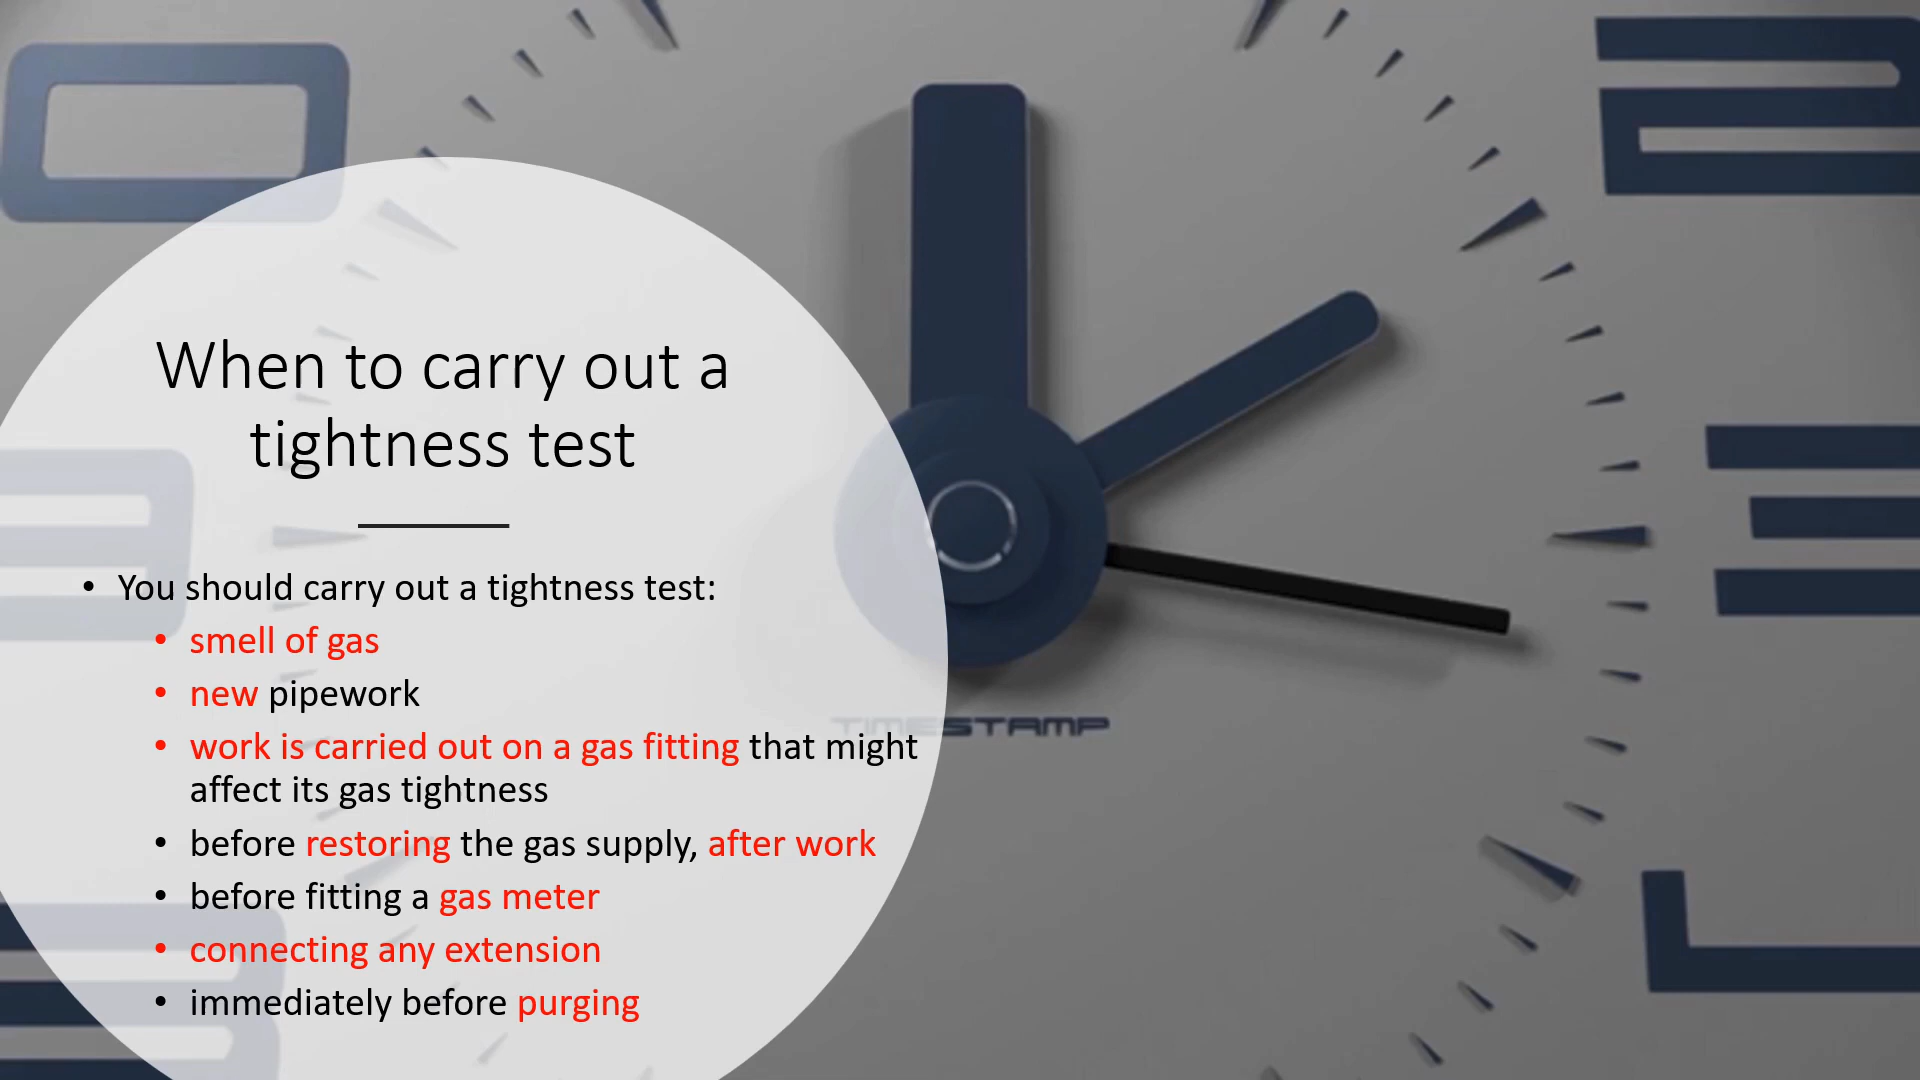 When to carry out a
tightness test
• You should carry out a tightness test:
• smell of gas
• new pipework
• work is carried out on a gas fitting that might
affect its gas tightness
• before restoring the gas supply, after work
• before fitting a gas meter
• connecting any extension
• immediately before purging
TIMESTAMP
2
3